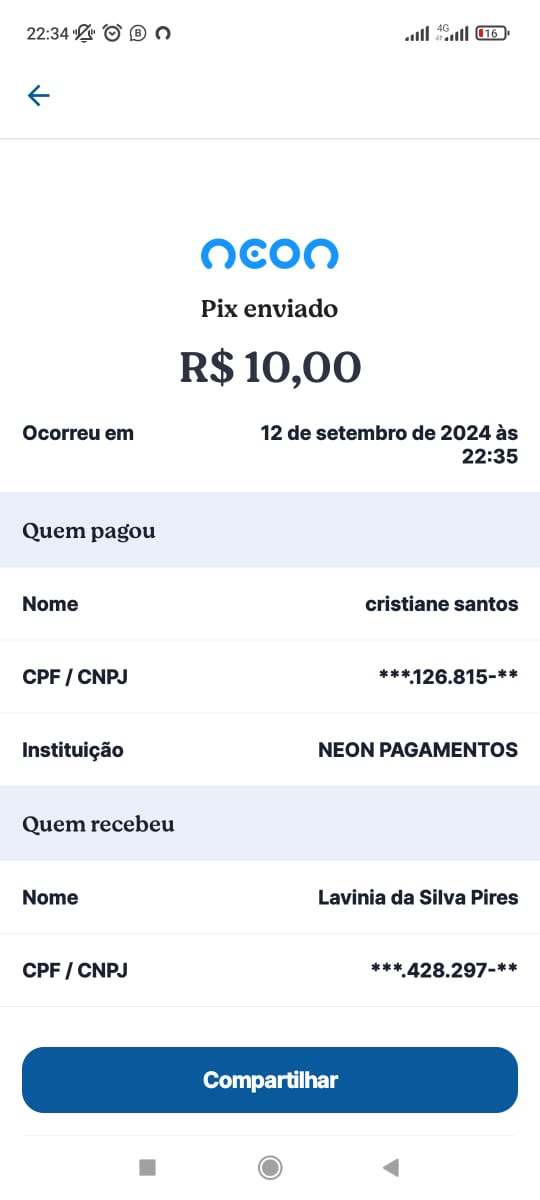 22:34
4G
16
neon
Pix enviado
R$ 10,00
Ocorreu em
12 de setembro de 2024 às
22:35
Quem pagou
Nome
cristiane santos
CPF / CNPJ
***.126.815-**
Instituição
NEON PAGAMENTOS
Quem recebeu
Nome
Lavinia da Silva Pires
CPF / CNPJ
***.428.297-**
Compartilhar